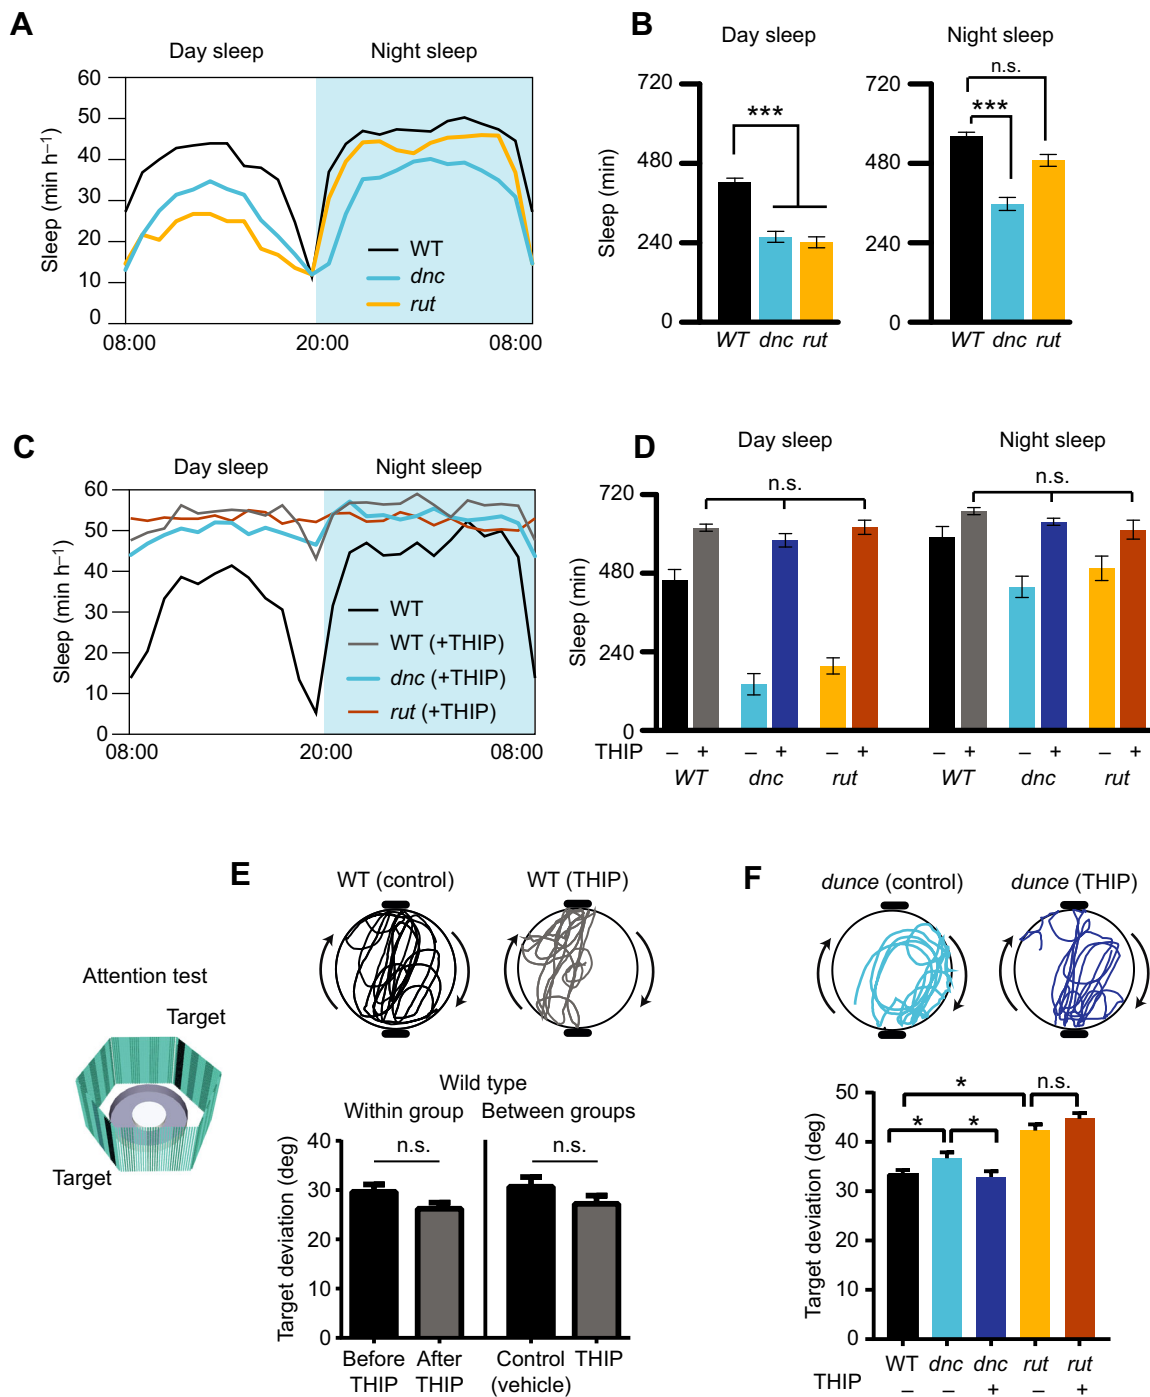 A
Day sleep
Night sleep
Sleep (min h–1)
60
50
40
30
20
10
0
WT
dnc
rut
08:00
20:00
08:00
B
Day sleep
Night sleep
Sleep (min)
720
480
240
0
***
WT dnc rut
720
480
240
0
n.s.
***
WT dnc rut
C
Day sleep
Night sleep
Sleep (min h–1)
60
50
40
30
20
10
0
WT
WT (+THIP)
dnc (+THIP)
rut (+THIP)
08:00
20:00
08:00
D
Day sleep
Night sleep
Sleep (min)
720
480
240
0
n.s.
n.s.
THIP – + – + – + – + – + – +
WT dnc rut WT dnc rut
Attention test
Target
Target
E
WT (control)
WT (THIP)
Wild type
Within group
Between groups
Target deviation (deg)
40
30
20
10
0
n.s.
n.s.
Before THIP
After THIP
Control (vehicle)
THIP
F
dunce (control)
dunce (THIP)
Target deviation (deg)
50
40
30
20
10
0
*
n.s.
*
*
WT dnc dnc rut rut
THIP – – + – +